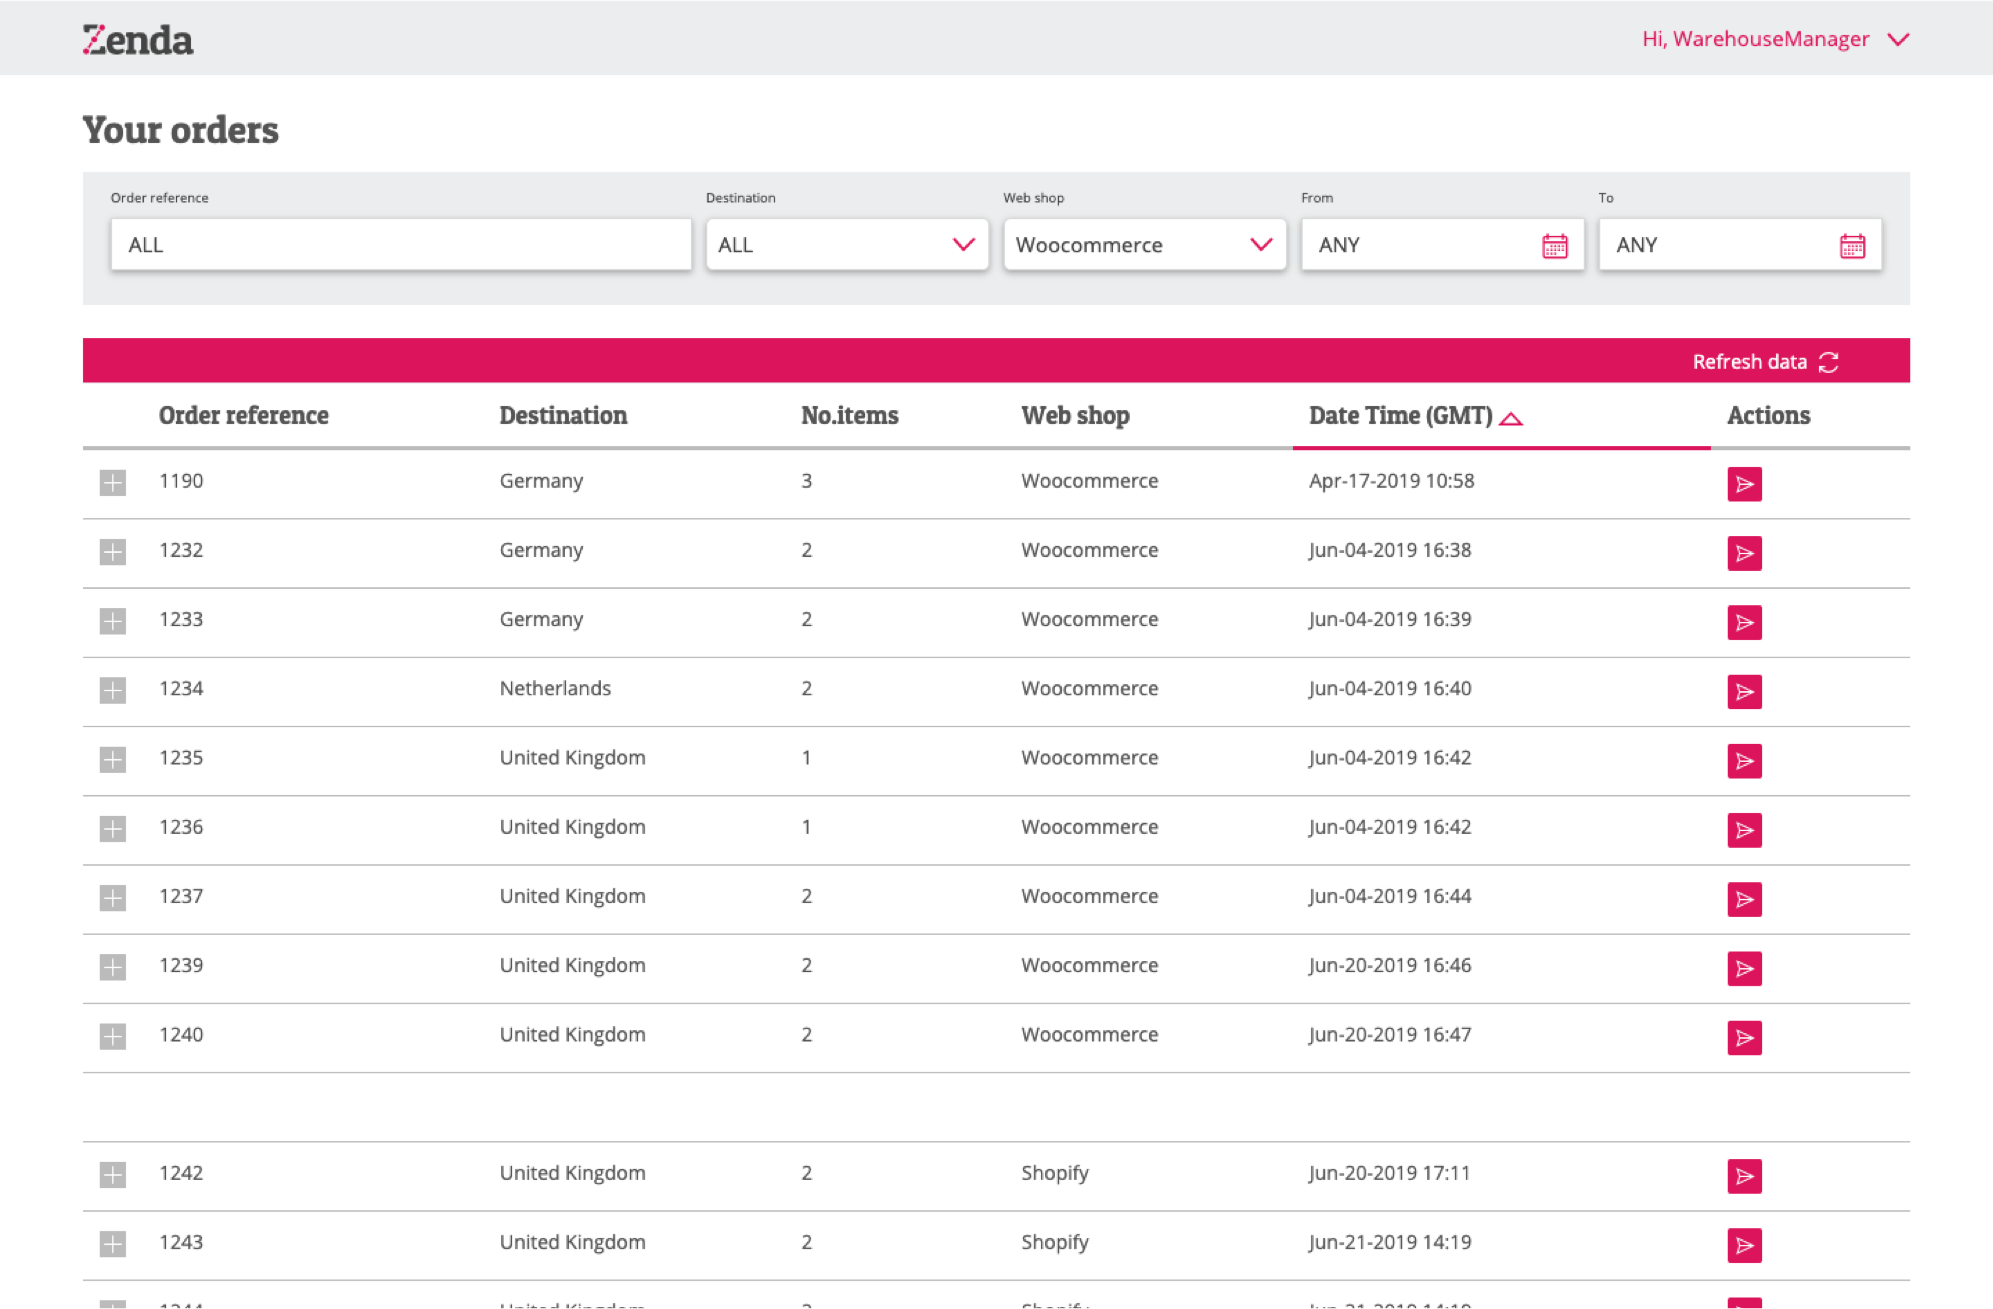 Zenda Hi, WarehouseManager
Your orders
Order reference Destination Web shop From To
ALL ALL Woocommerce ANY ANY
Refresh data
Order reference Destination No.items Web shop Date Time (GMT) Actions
1190 Germany 3 Woocommerce Apr-17-2019 10:58
1232 Germany 2 Woocommerce Jun-04-2019 16:38
1233 Germany 2 Woocommerce Jun-04-2019 16:39
1234 Netherlands 2 Woocommerce Jun-04-2019 16:40
1235 United Kingdom 1 Woocommerce Jun-04-2019 16:42
1236 United Kingdom 1 Woocommerce Jun-04-2019 16:42
1237 United Kingdom 2 Woocommerce Jun-04-2019 16:44
1239 United Kingdom 2 Woocommerce Jun-20-2019 16:46
1240 United Kingdom 2 Woocommerce Jun-20-2019 16:47
1242 United Kingdom 2 Shopify Jun-20-2019 17:11
1243 United Kingdom 2 Shopify Jun-21-2019 14:19